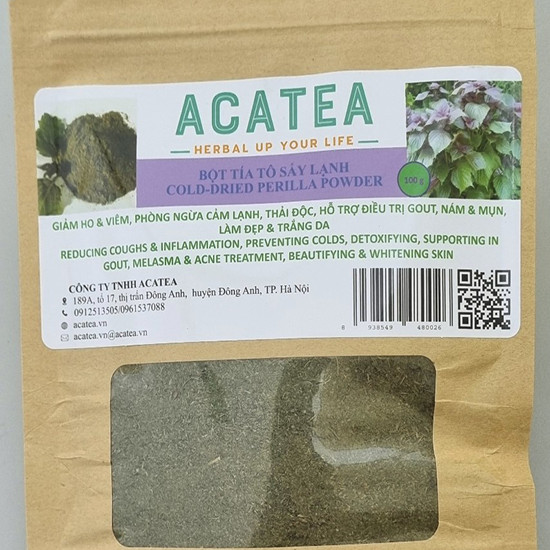 ACATEA
HERBAL UP YOUR LIFE
BỘT TÍA TÔ SẤY LẠNH
COLD-DRIED PERILLA POWDER
100 g
GIẢM HO & VIÊM, PHÒNG NGỪA CẢM LẠNH, THẢI ĐỘC, HỖ TRỢ ĐIỀU TRỊ GOUT, NÁM & MỤN,
LÀM ĐẸP & TRẮNG DA
REDUCING COUGHS & INFLAMMATION, PREVENTING COLDS, DETOXIFYING, SUPPORTING IN
GOUT, MELASMA & ACNE TREATMENT, BEAUTIFYING & WHITENING SKIN
CÔNG TY TNHH ACATEA
189A, tổ 17, thị trấn Đông Anh, huyện Đông Anh, TP. Hà Nội
0912513505/0961537088
acatea.vn
acatea.vn@acatea.vn
8 938549 480026